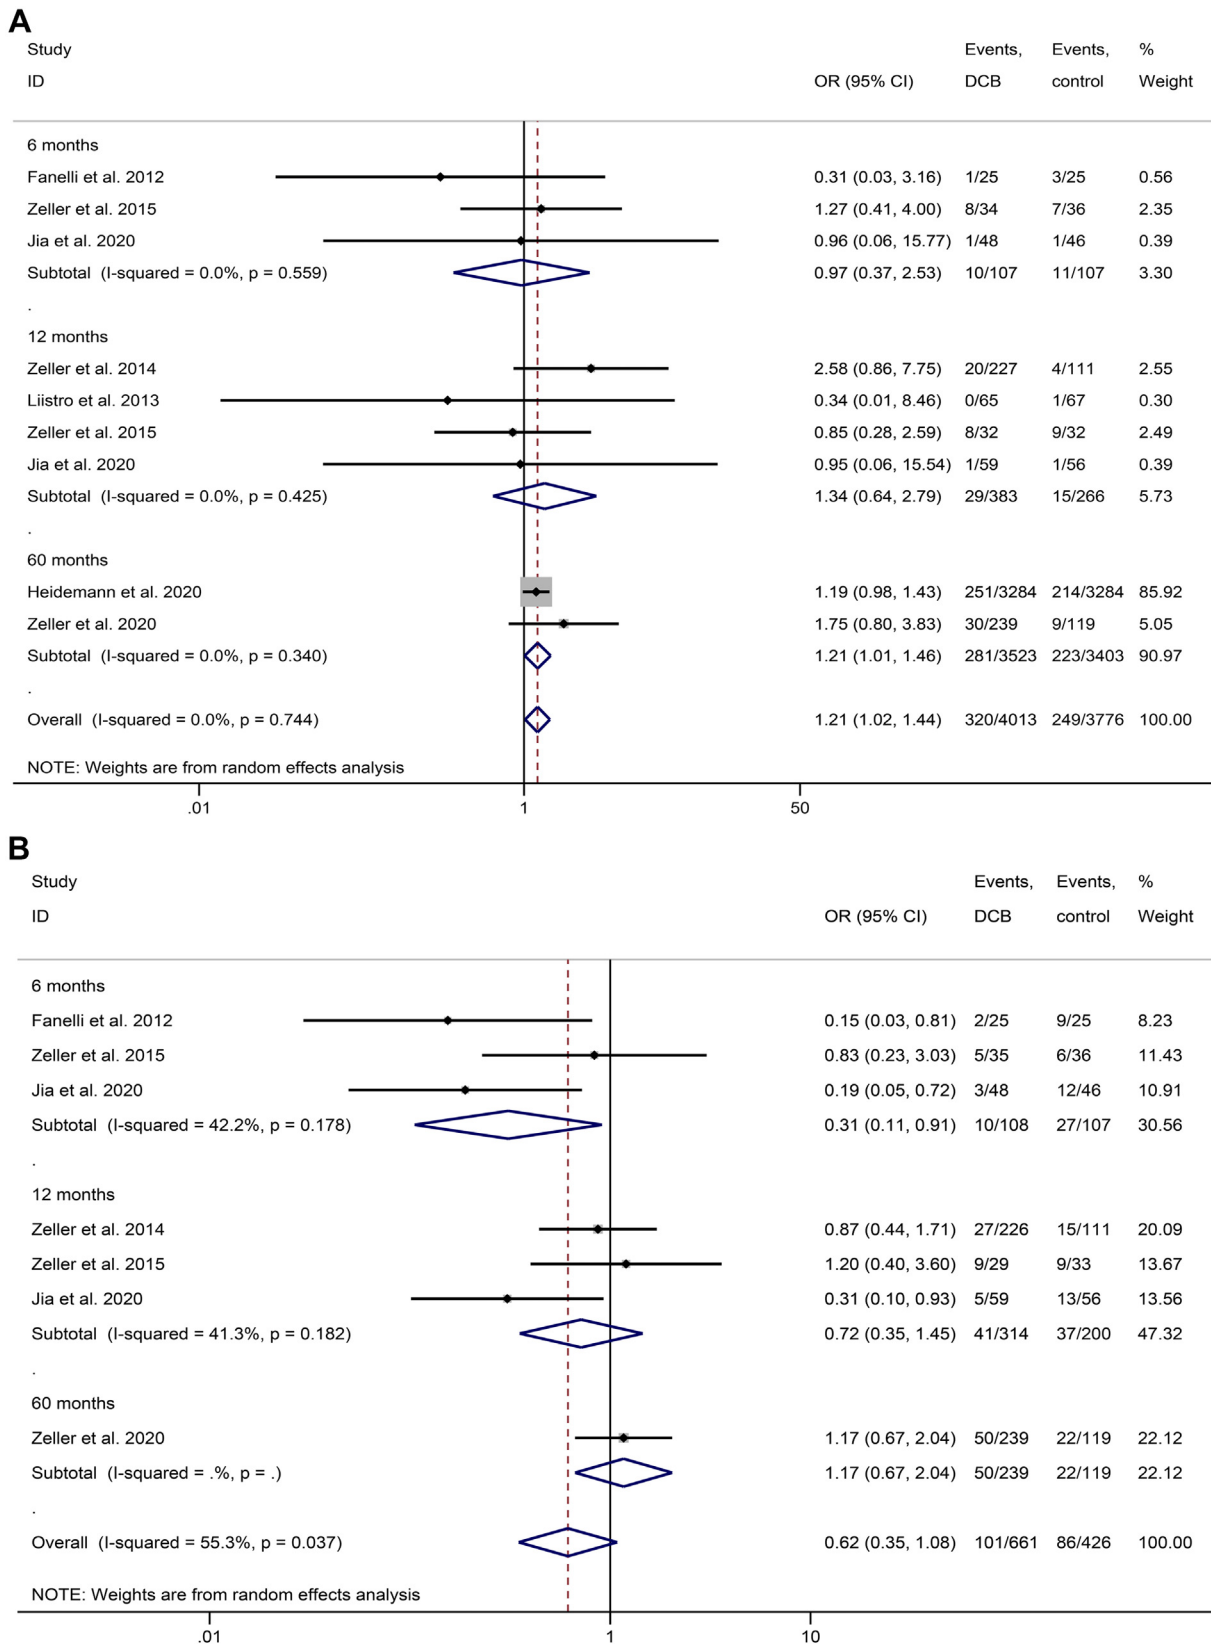 A
Study Events, Events, %
ID OR (95% CI) DCB control Weight
6 months
Fanelli et al. 2012 0.31 (0.03, 3.16) 1/25 3/25 0.56
Zeller et al. 2015 1.27 (0.41, 4.00) 8/34 7/36 2.35
Jia et al. 2020 0.96 (0.06, 15.77) 1/48 1/46 0.39
Subtotal (I-squared = 0.0%, p = 0.559) 0.97 (0.37, 2.53) 10/107 11/107 3.30
.
12 months
Zeller et al. 2014 2.58 (0.86, 7.75) 20/227 4/111 2.55
Liistro et al. 2013 0.34 (0.01, 8.46) 0/65 1/67 0.30
Zeller et al. 2015 0.85 (0.28, 2.59) 8/32 9/32 2.49
Jia et al. 2020 0.95 (0.06, 15.54) 1/59 1/56 0.39
Subtotal (I-squared = 0.0%, p = 0.425) 1.34 (0.64, 2.79) 29/383 15/266 5.73
.
60 months
Heidemann et al. 2020 1.19 (0.98, 1.43) 251/3284 214/3284 85.92
Zeller et al. 2020 1.75 (0.80, 3.83) 30/239 9/119 5.05
Subtotal (I-squared = 0.0%, p = 0.340) 1.21 (1.01, 1.46) 281/3523 223/3403 90.97
.
Overall (I-squared = 0.0%, p = 0.744) 1.21 (1.02, 1.44) 320/4013 249/3776 100.00
NOTE: Weights are from random effects analysis
.01 1 50
B
Study Events, Events, %
ID OR (95% CI) DCB control Weight
6 months
Fanelli et al. 2012 0.15 (0.03, 0.81) 2/25 9/25 8.23
Zeller et al. 2015 0.83 (0.23, 3.03) 5/35 6/36 11.43
Jia et al. 2020 0.19 (0.05, 0.72) 3/48 12/46 10.91
Subtotal (I-squared = 42.2%, p = 0.178) 0.31 (0.11, 0.91) 10/108 27/107 30.56
.
12 months
Zeller et al. 2014 0.87 (0.44, 1.71) 27/226 15/111 20.09
Zeller et al. 2015 1.20 (0.40, 3.60) 9/29 9/33 13.67
Jia et al. 2020 0.31 (0.10, 0.93) 5/59 13/56 13.56
Subtotal (I-squared = 41.3%, p = 0.182) 0.72 (0.35, 1.45) 41/314 37/200 47.32
.
60 months
Zeller et al. 2020 1.17 (0.67, 2.04) 50/239 22/119 22.12
Subtotal (I-squared = .%, p = .) 1.17 (0.67, 2.04) 50/239 22/119 22.12
.
Overall (I-squared = 55.3%, p = 0.037) 0.62 (0.35, 1.08) 101/661 86/426 100.00
NOTE: Weights are from random effects analysis
.01 1 10